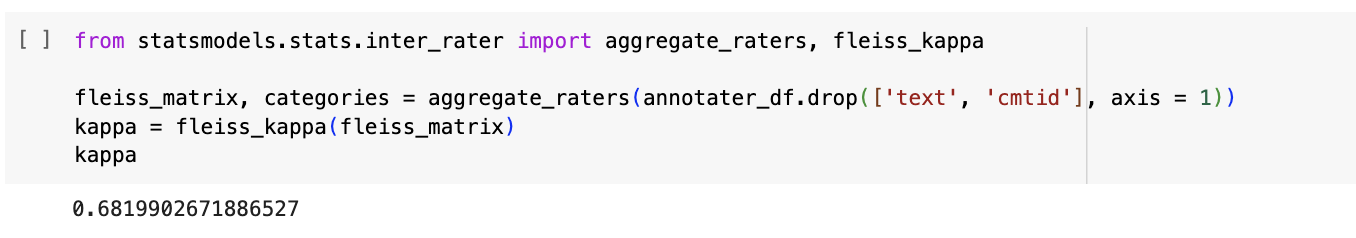 [ ] from statsmodels.stats.inter_rater import aggregate_raters, fleiss_kappa
fleiss_matrix, categories = aggregate_raters(annotater_df.drop(['text', 'cmtid'], axis = 1))
kappa = fleiss_kappa(fleiss_matrix)
kappa
0.6819902671886527